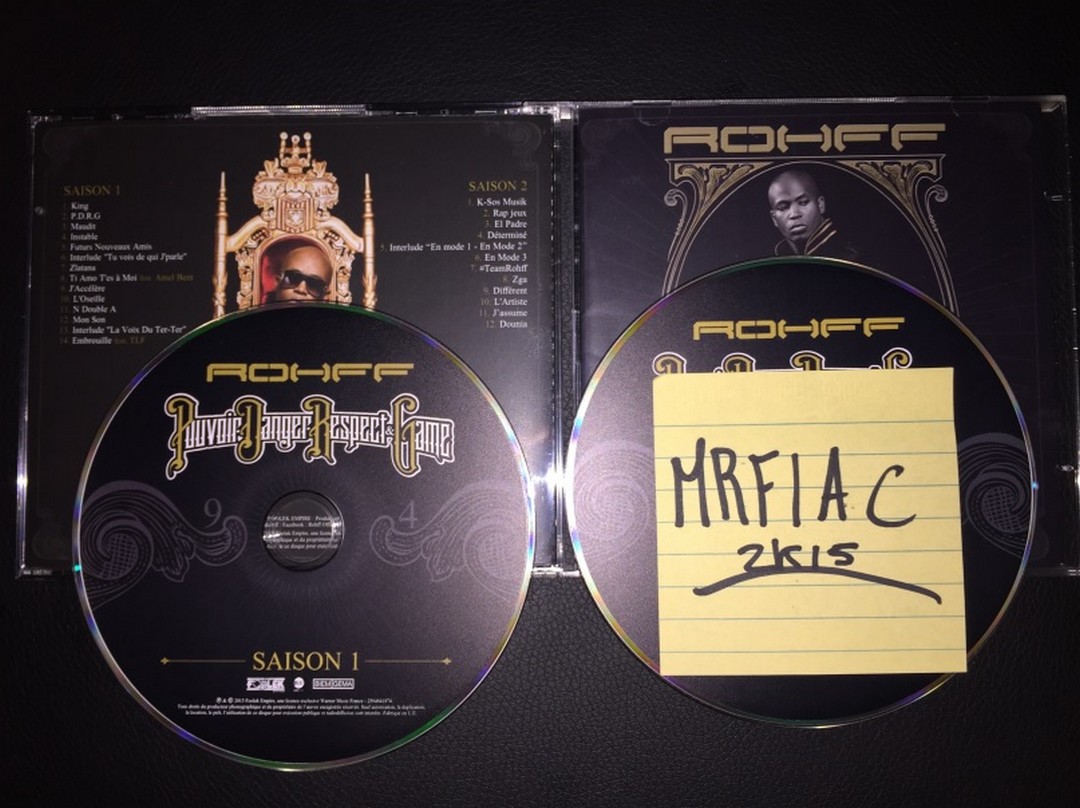 SAISON 1
1. King
2. P.D.R.G
3. Maudit
4. Instable
5. Futurs Nouveaux Amis
6. Interlude "Tu vois de qui J'parle"
7. Zlatana
8. Ti Amo T'es à Moi feat. Amel Bent
9. J'Accélère
10. L'Oseille
11. N Double A
12. Mon Son
13. Interlude "La Voix Du Ter-Ter"
14. Embrouille feat. TLF
SAISON 2
1. K-Sos Musik
2. Rap jeux
3. El Padre
4. Déterminé
5. Interlude "En mode 1 - En Mode 2"
6. En Mode 3
7. #TeamRohff
8. Zga
9. Différent
10. L'Artiste
11. J'assume
12. Dounia
ROHFF
ROHFF
Pouvoir Danger Respect & Game
9 4
SAISON 1
ROHFF
MRFIAC
2K15